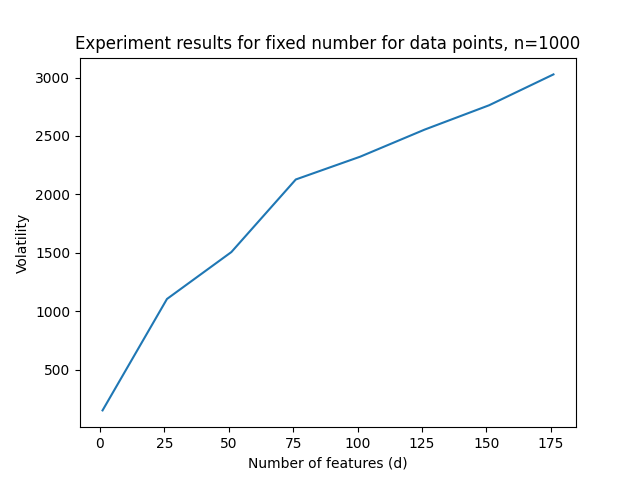 Experiment results for fixed number for data points, n=1000
3000
2500
2000
1500
1000
500
Volatility
0 25 50 75 100 125 150 175
Number of features (d)